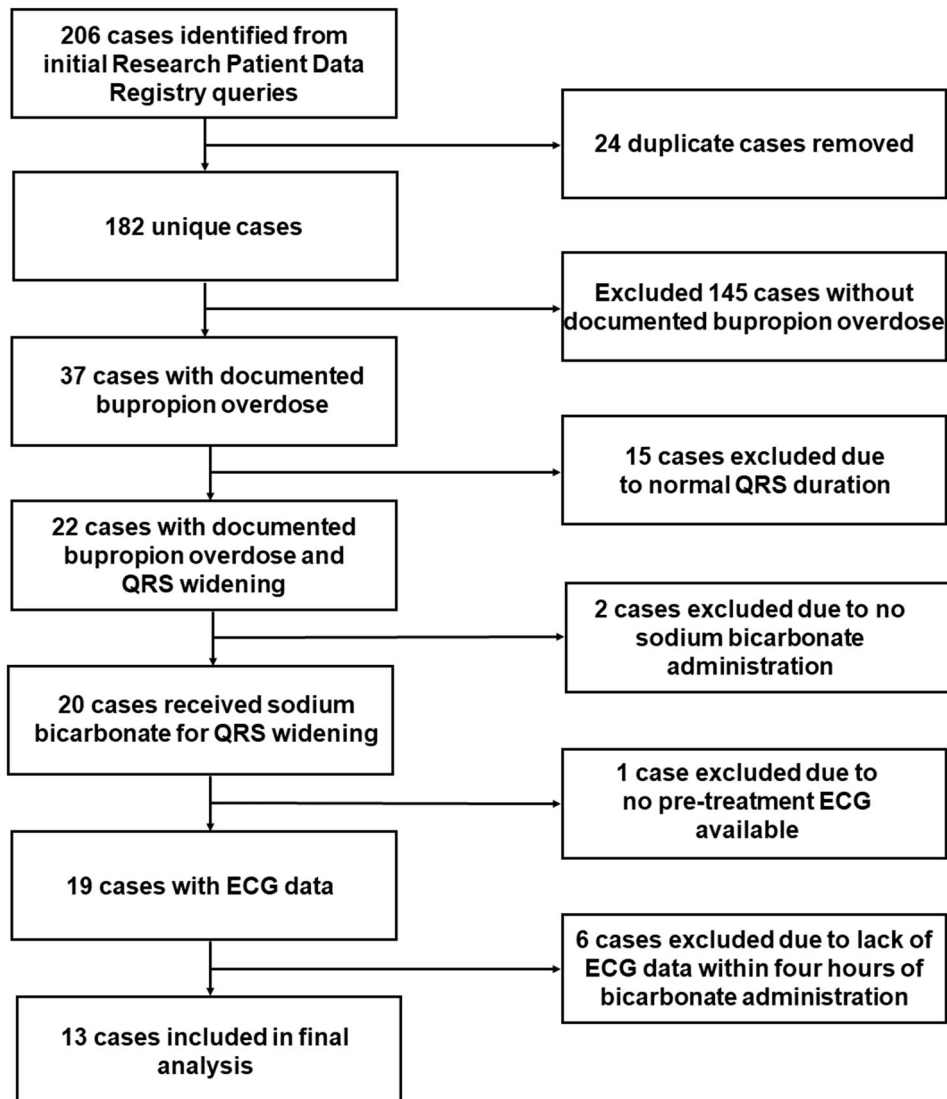 206 cases identified from
initial Research Patient Data
Registry queries
24 duplicate cases removed
182 unique cases
Excluded 145 cases without
documented bupropion overdose
37 cases with documented
bupropion overdose
15 cases excluded due
to normal QRS duration
22 cases with documented
bupropion overdose and
QRS widening
2 cases excluded due to no
sodium bicarbonate
administration
20 cases received sodium
bicarbonate for QRS widening
1 case excluded due to
no pre-treatment ECG
available
19 cases with ECG data
6 cases excluded due to lack of
ECG data within four hours of
bicarbonate administration
13 cases included in final
analysis